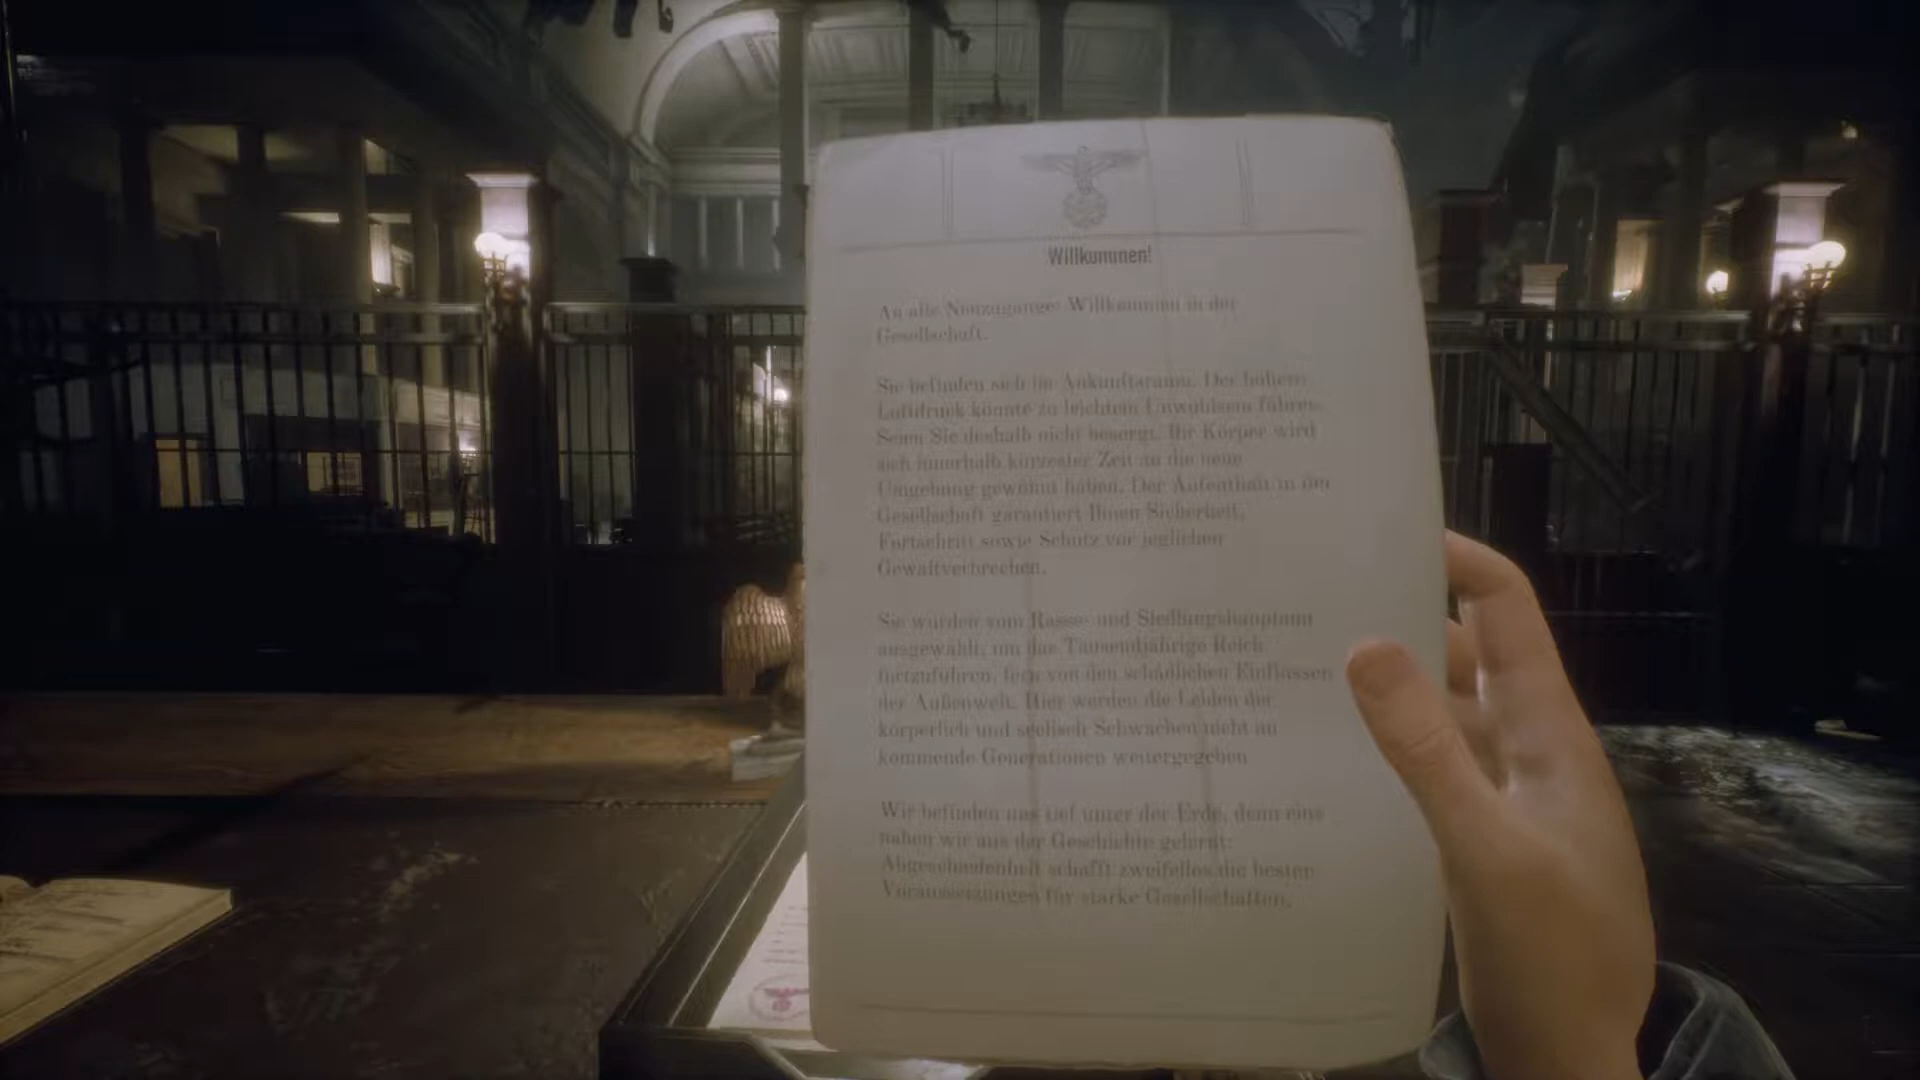 Willkommen!
An alle Neuzugänge: Willkommen in der
Gesellschaft.
Sie befinden sich im Ankunftsraum. Der höhere
Luftdruck könnte zu leichtem Unwohlsein führen.
Seien Sie deshalb nicht besorgt. Ihr Körper wird
sich innerhalb kürzester Zeit an die neue
Umgebung gewöhnt haben. Der Aufenthalt in der
Gesellschaft garantiert Ihnen Sicherheit,
Fortschritt sowie Schutz vor jeglichen
Gewaltverbrechen.
Sie wurden vom Rasse- und Siedlungshauptamt
ausgewählt, um das Tausendjährige Reich
fortzuführen, fern von den schädlichen Einflüssen
der Außenwelt. Hier werden die Leiden der
körperlich und seelisch Schwachen nicht an
kommende Generationen weitergegeben
Wir befinden uns tief unter der Erde, denn eins
haben wir aus der Geschichte gelernt:
Abgeschiedenheit schafft zweifellos die besten
Voraussetzungen für starke Gesellschaften.